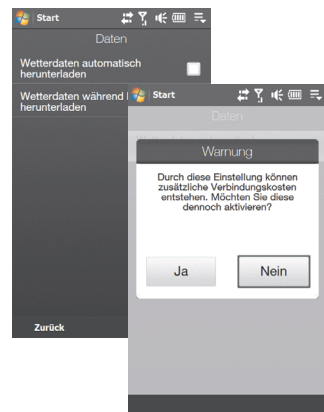 Start
Daten
Wetterdaten automatisch
herunterladen
Wetterdaten während
herunterladen
Zurück
Start
Daten
Warnung
Durch diese Einstellung können
zusätzliche Verbindungskosten
entstehen. Möchten Sie diese
dennoch aktivieren?
Ja
Nein